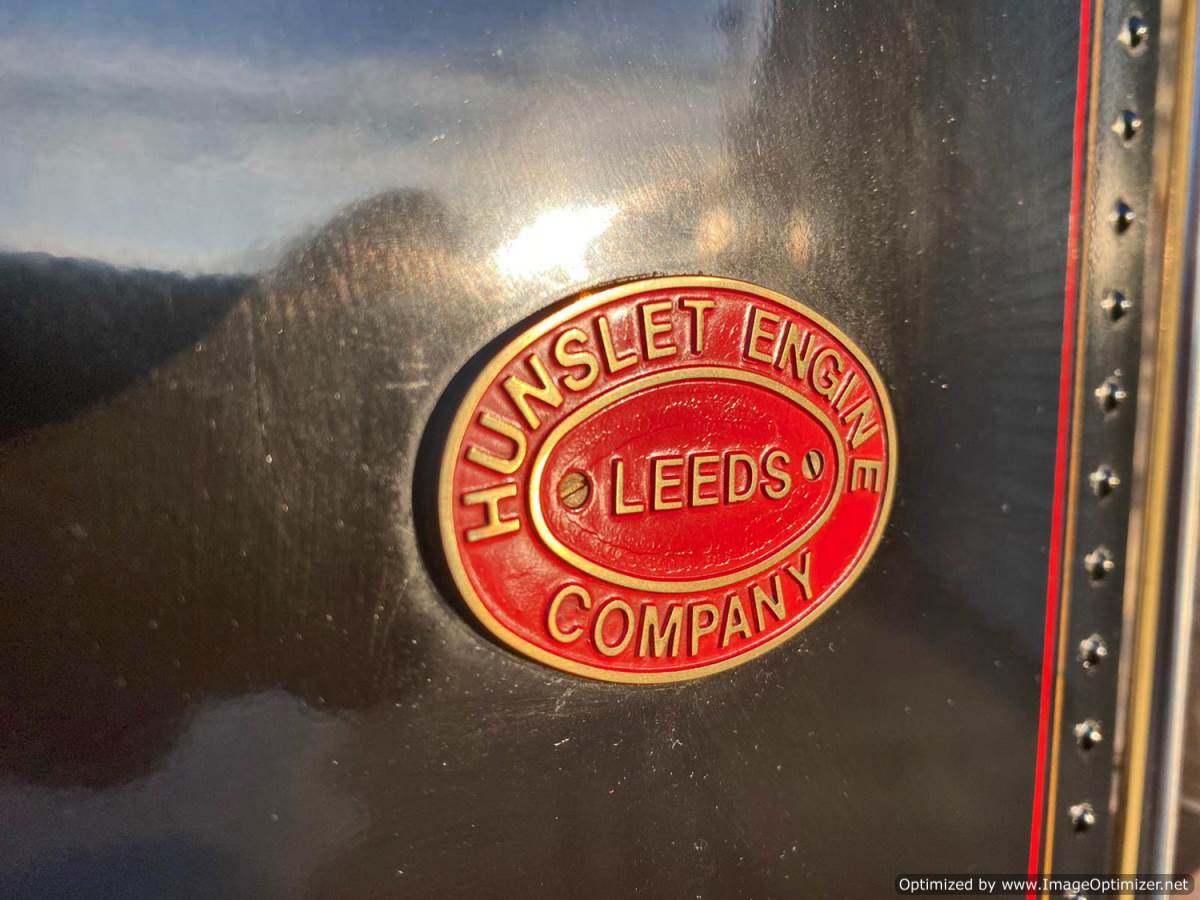 HUNSLET ENGINE
LEEDS
COMPANY
Optimized by www.ImageOptimizer.net